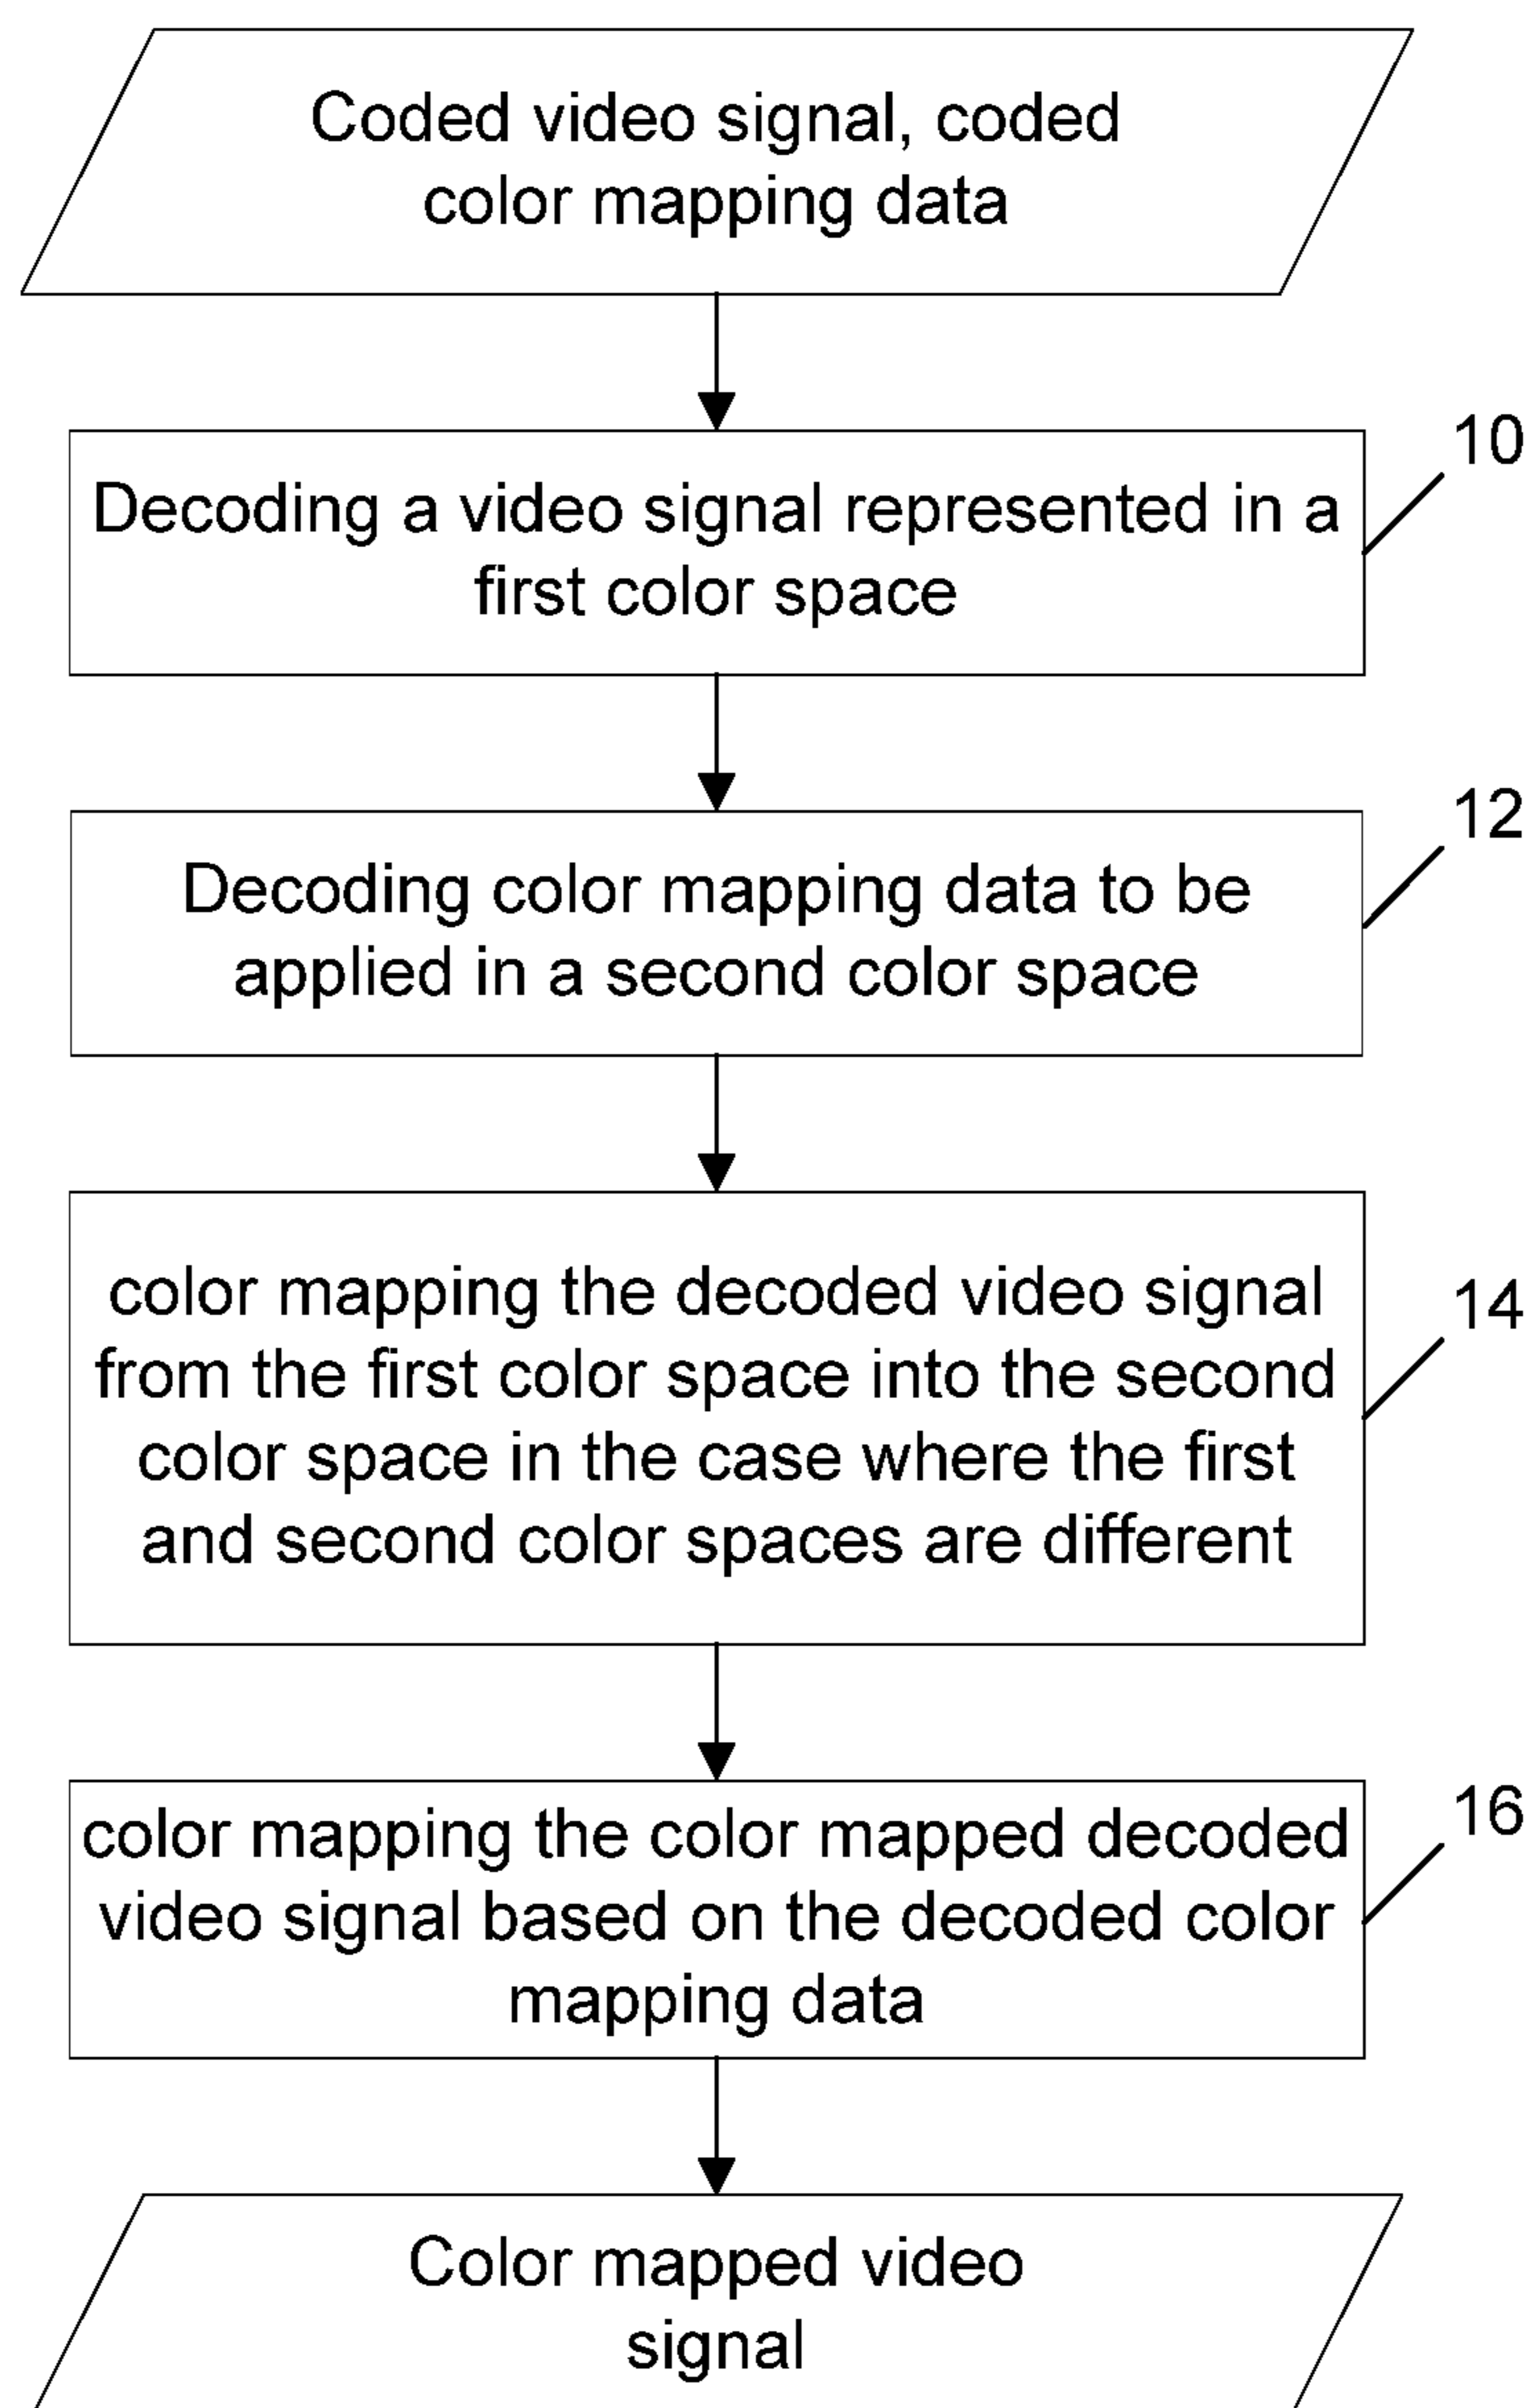 Coded video signal, coded
color mapping data
10
Decoding a video signal represented in a
first color space
12
Decoding color mapping data to be
applied in a second color space
14
color mapping the decoded video signal
from the first color space into the second
color space in the case where the first
and second color spaces are different
16
color mapping the color mapped decoded
video signal based on the decoded color
mapping data
Color mapped video
signal